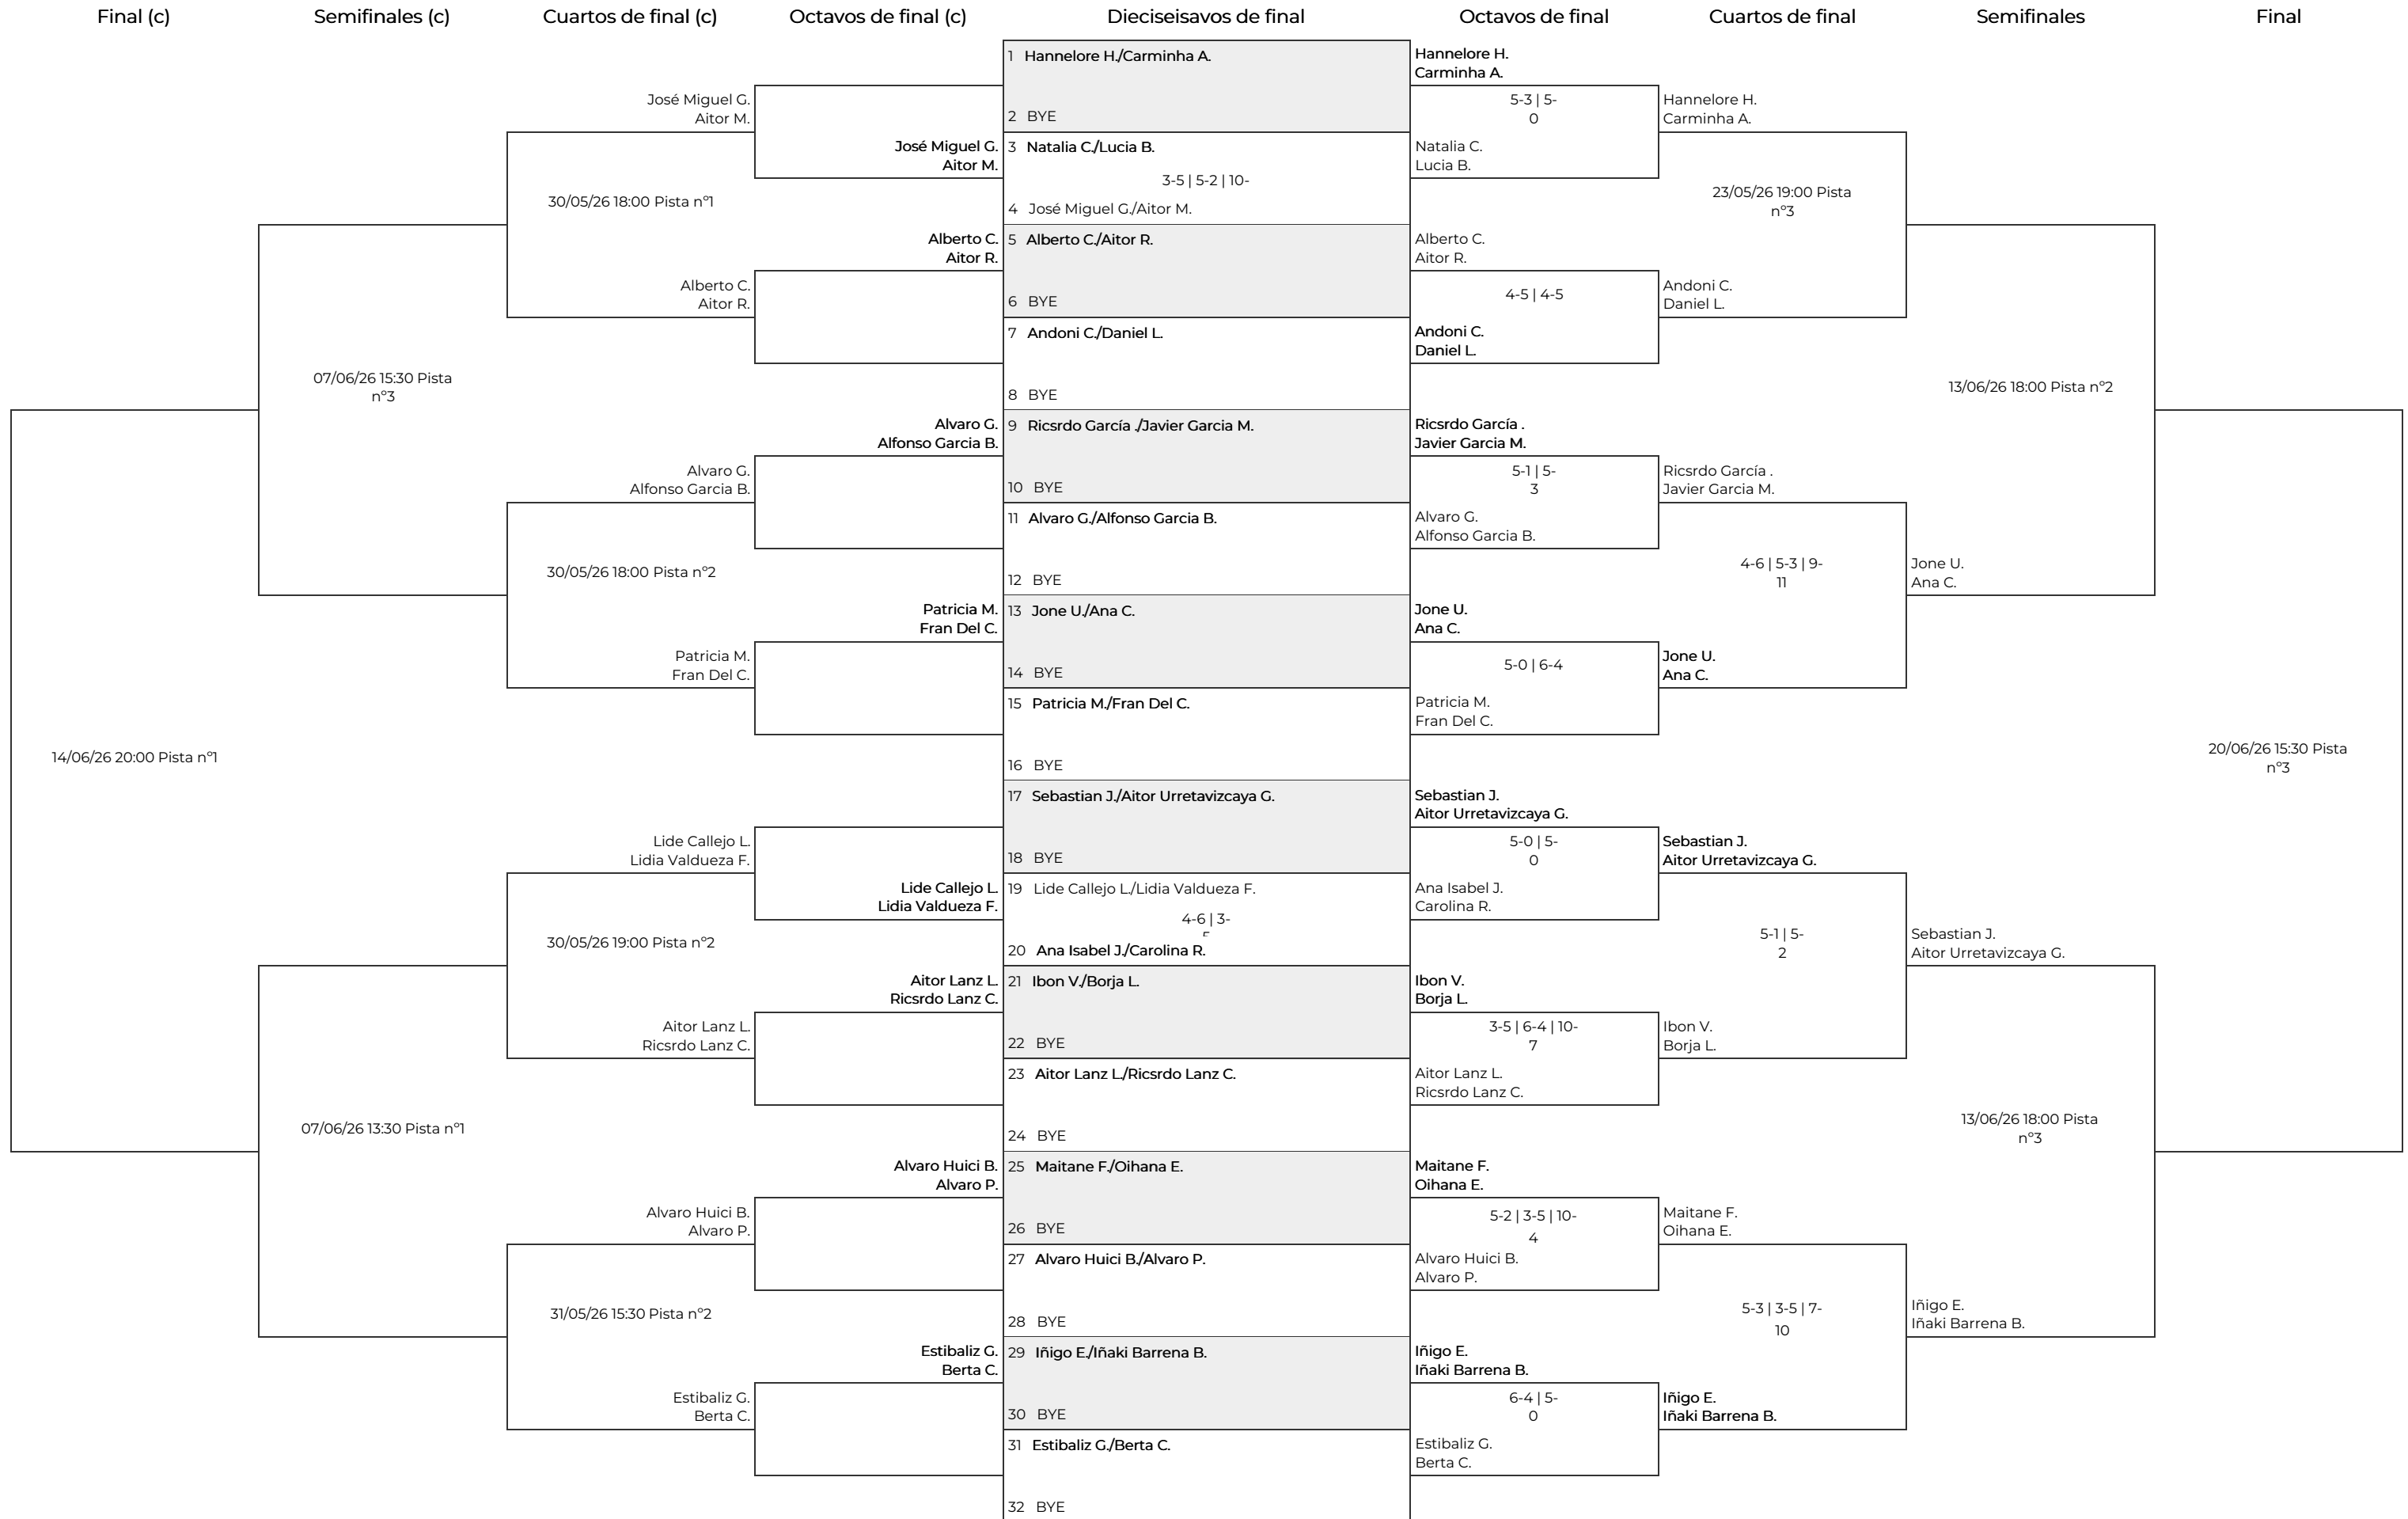 Final (c)
Semifinales (c)
Cuartos de final (c)
Octavos de final (c)
Dieciseisavos de final
Octavos de final
Cuartos de final
Semifinales
Final
14/06/26 20:00 Pista nº1
07/06/26 15:30 Pista
nº3
07/06/26 13:30 Pista nº1
José Miguel G.
Aitor M.
30/05/26 18:00 Pista nº1
Alberto C.
Aitor R.
Alvaro G.
Alfonso Garcia B.
30/05/26 18:00 Pista nº2
Patricia M.
Fran Del C.
Lide Callejo L.
Lidia Valdueza F.
30/05/26 19:00 Pista nº2
Aitor Lanz L.
Ricsrdo Lanz C.
Alvaro Huici B.
Alvaro P.
31/05/26 15:30 Pista nº2
Estibaliz G.
Berta C.
José Miguel G.
Aitor M.
Alberto C.
Aitor R.
Alvaro G.
Alfonso Garcia B.
Patricia M.
Fran Del C.
Lide Callejo L.
Lidia Valdueza F.
Aitor Lanz L.
Ricsrdo Lanz C.
Alvaro Huici B.
Alvaro P.
Estibaliz G.
Berta C.
1 Hannelore H./Carminha A.
2 BYE
3 Natalia C./Lucia B.
3-5 | 5-2 | 10-
4 José Miguel G./Aitor M.
5 Alberto C./Aitor R.
6 BYE
7 Andoni C./Daniel L.
8 BYE
9 Ricsrdo García ./Javier Garcia M.
10 BYE
11 Alvaro G./Alfonso Garcia B.
12 BYE
13 Jone U./Ana C.
14 BYE
15 Patricia M./Fran Del C.
16 BYE
17 Sebastian J./Aitor Urretavizcaya G.
18 BYE
19 Lide Callejo L./Lidia Valdueza F.
4-6 | 3-
20 Ana Isabel J./Carolina R.
21 Ibon V./Borja L.
22 BYE
23 Aitor Lanz L./Ricsrdo Lanz C.
24 BYE
25 Maitane F./Oihana E.
26 BYE
27 Alvaro Huici B./Alvaro P.
28 BYE
29 Iñigo E./Iñaki Barrena B.
30 BYE
31 Estibaliz G./Berta C.
32 BYE
Hannelore H.
Carminha A.
5-3 | 5-
0
Natalia C.
Lucia B.
Alberto C.
Aitor R.
4-5 | 4-5
Andoni C.
Daniel L.
Ricsrdo García .
Javier Garcia M.
5-1 | 5-
3
Alvaro G.
Alfonso Garcia B.
Jone U.
Ana C.
5-0 | 6-4
Patricia M.
Fran Del C.
Sebastian J.
Aitor Urretavizcaya G.
5-0 | 5-
0
Ana Isabel J.
Carolina R.
Ibon V.
Borja L.
3-5 | 6-4 | 10-
7
Aitor Lanz L.
Ricsrdo Lanz C.
Maitane F.
Oihana E.
5-2 | 3-5 | 10-
4
Alvaro Huici B.
Alvaro P.
Iñigo E.
Iñaki Barrena B.
6-4 | 5-
0
Estibaliz G.
Berta C.
Hannelore H.
Carminha A.
23/05/26 19:00 Pista
nº3
Andoni C.
Daniel L.
Ricsrdo García .
Javier Garcia M.
4-6 | 5-3 | 9-
11
Jone U.
Ana C.
Sebastian J.
Aitor Urretavizcaya G.
5-1 | 5-
2
Ibon V.
Borja L.
Maitane F.
Oihana E.
5-3 | 3-5 | 7-
10
Iñigo E.
Iñaki Barrena B.
13/06/26 18:00 Pista nº2
Jone U.
Ana C.
Sebastian J.
Aitor Urretavizcaya G.
13/06/26 18:00 Pista
nº3
Iñigo E.
Iñaki Barrena B.
20/06/26 15:30 Pista
nº3